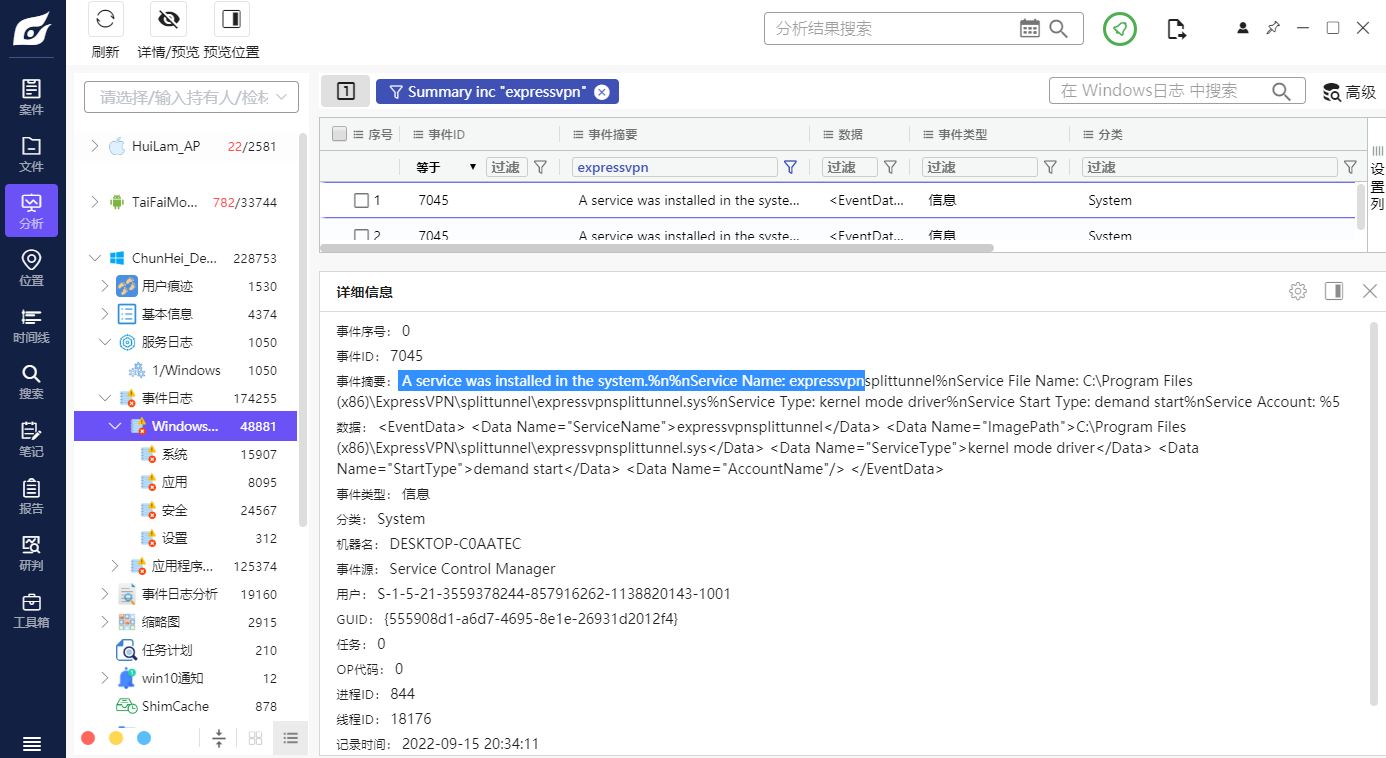 刷新
详情/预览
预览位置
分析结果搜索
案件
文件
分析
位置
时间线
搜索
笔记
报告
研判
工具箱
请选择/输入持有人/检材
HuiLam_AP 22/2581
TaiFaiMo... 782/33744
ChunHei_De... 228753
用户痕迹 1530
基本信息 4374
服务日志 1050
1/Windows 1050
事件日志 174255
Windows... 48881
系统 15907
应用 8095
安全 24567
设置 312
应用程序... 125374
事件日志分析 19160
缩略图 2915
任务计划 210
win10通知 12
ShimCache 878
1 Summary inc "expressvpn"
在 Windows日志 中搜索
高级
序号 事件ID 事件摘要 数据 事件类型 分类
等于 过滤 expressvpn 过滤 过滤 过滤
1 7045 A service was installed in the syste... <EventDat... 信息 System
2 7045 A service was installed in the syste... <EventDat... 信息 System
设置列
详细信息
事件序号： 0
事件ID： 7045
事件摘要： A service was installed in the system.%n%nService Name: expressvpnsplittunnel%nService File Name: C:\Program Files
(x86)\ExpressVPN\splittunnel\expressvpnsplittunnel.sys%nService Type: kernel mode driver%nService Start Type: demand start%nService Account: %5
数据： <EventData> <Data Name="ServiceName">expressvpnsplittunnel</Data> <Data Name="ImagePath">C:\Program Files
(x86)\ExpressVPN\splittunnel\expressvpnsplittunnel.sys</Data> <Data Name="ServiceType">kernel mode driver</Data> <Data
Name="StartType">demand start</Data> <Data Name="AccountName"/> </EventData>
事件类型： 信息
分类： System
机器名： DESKTOP-C0AATEC
事件源： Service Control Manager
用户： S-1-5-21-3559378244-857916262-1138820143-1001
GUID： {555908d1-a6d7-4695-8e1e-26931d2012f4}
任务： 0
OP代码： 0
进程ID： 844
线程ID： 18176
记录时间： 2022-09-15 20:34:11